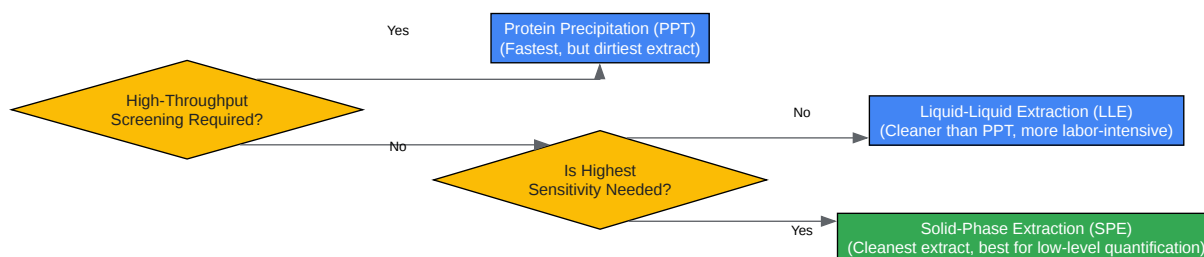 Yes
Protein Precipitation (PPT)
(Fastest, but dirtiest extract)
High-Throughput
Screening Required?
No
Liquid-Liquid Extraction (LLE)
(Cleaner than PPT, more labor-intensive)
No
Is Highest
Sensitivity Needed?
Yes
Solid-Phase Extraction (SPE)
(Cleanest extract, best for low-level quantification)